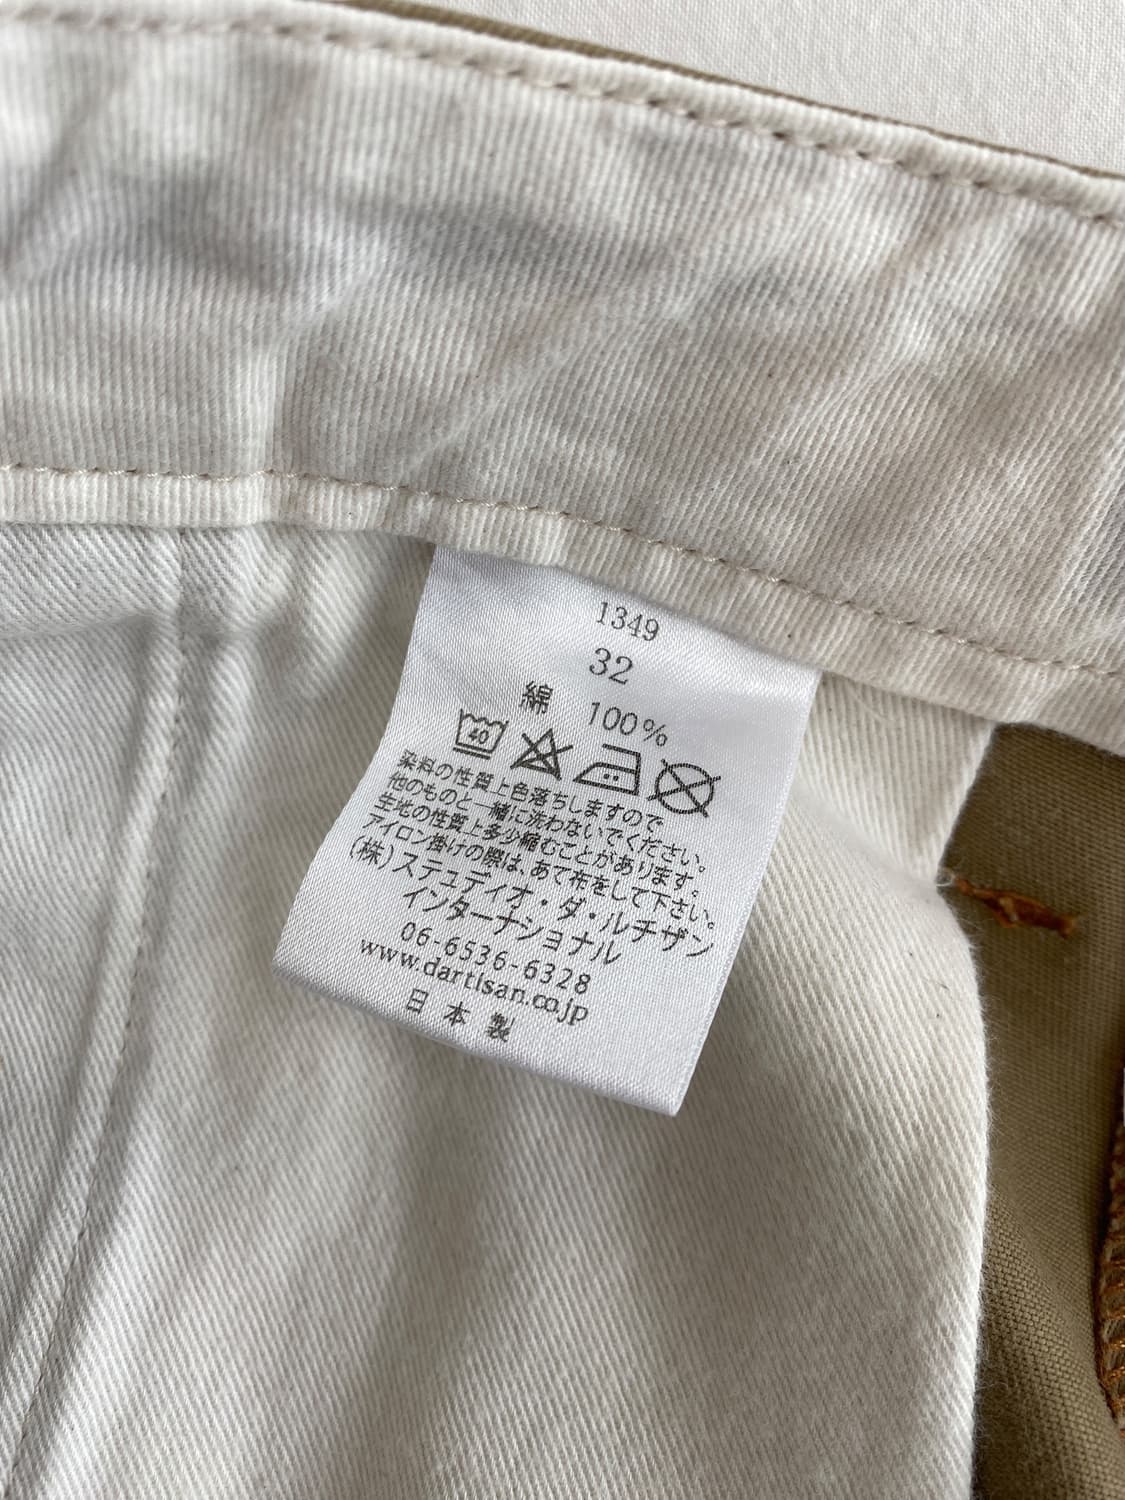 1349
32
綿 100%
40
染料の性質上色落ちしますので
他のものと一緒に洗わないでください。
生地の性質上多少縮むことがあります。
アイロン掛けの際は、あて布をして下さい。
(株)ステュディオ・ダ・ルチザン
インターナショナル
06-6536-6328
www.dartisan.co.jp
日本製